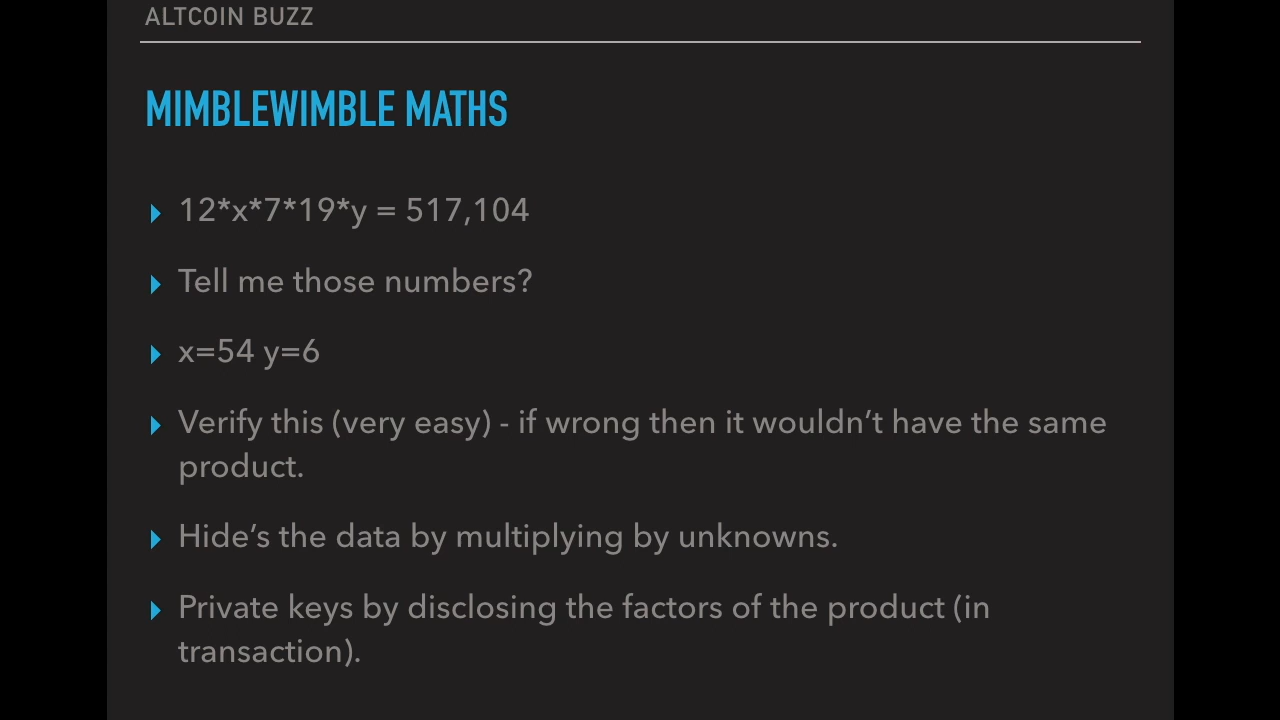 ALTCOIN BUZZ
MIMBLEWIMBLE MATHS
12*x*7*19*y = 517,104
Tell me those numbers?
x=54 y=6
Verify this (very easy) - if wrong then it wouldn’t have the same
product.
Hide’s the data by multiplying by unknowns.
Private keys by disclosing the factors of the product (in
transaction).